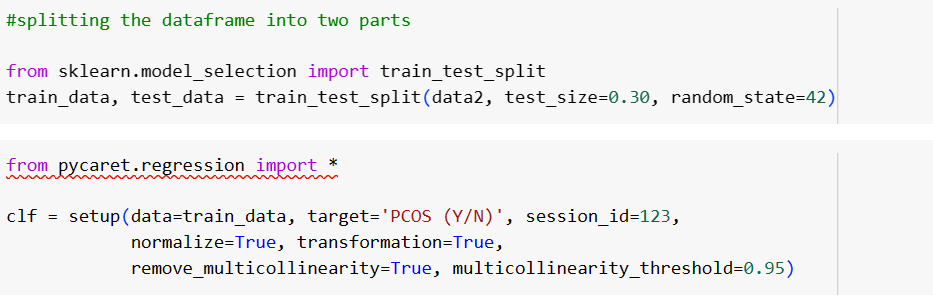 #splitting the dataframe into two parts
from sklearn.model_selection import train_test_split
train_data, test_data = train_test_split(data2, test_size=0.30, random_state=42)
from pycaret.regression import *
clf = setup(data=train_data, target='PCOS (Y/N)', session_id=123,
normalize=True, transformation=True,
remove_multicollinearity=True, multicollinearity_threshold=0.95)